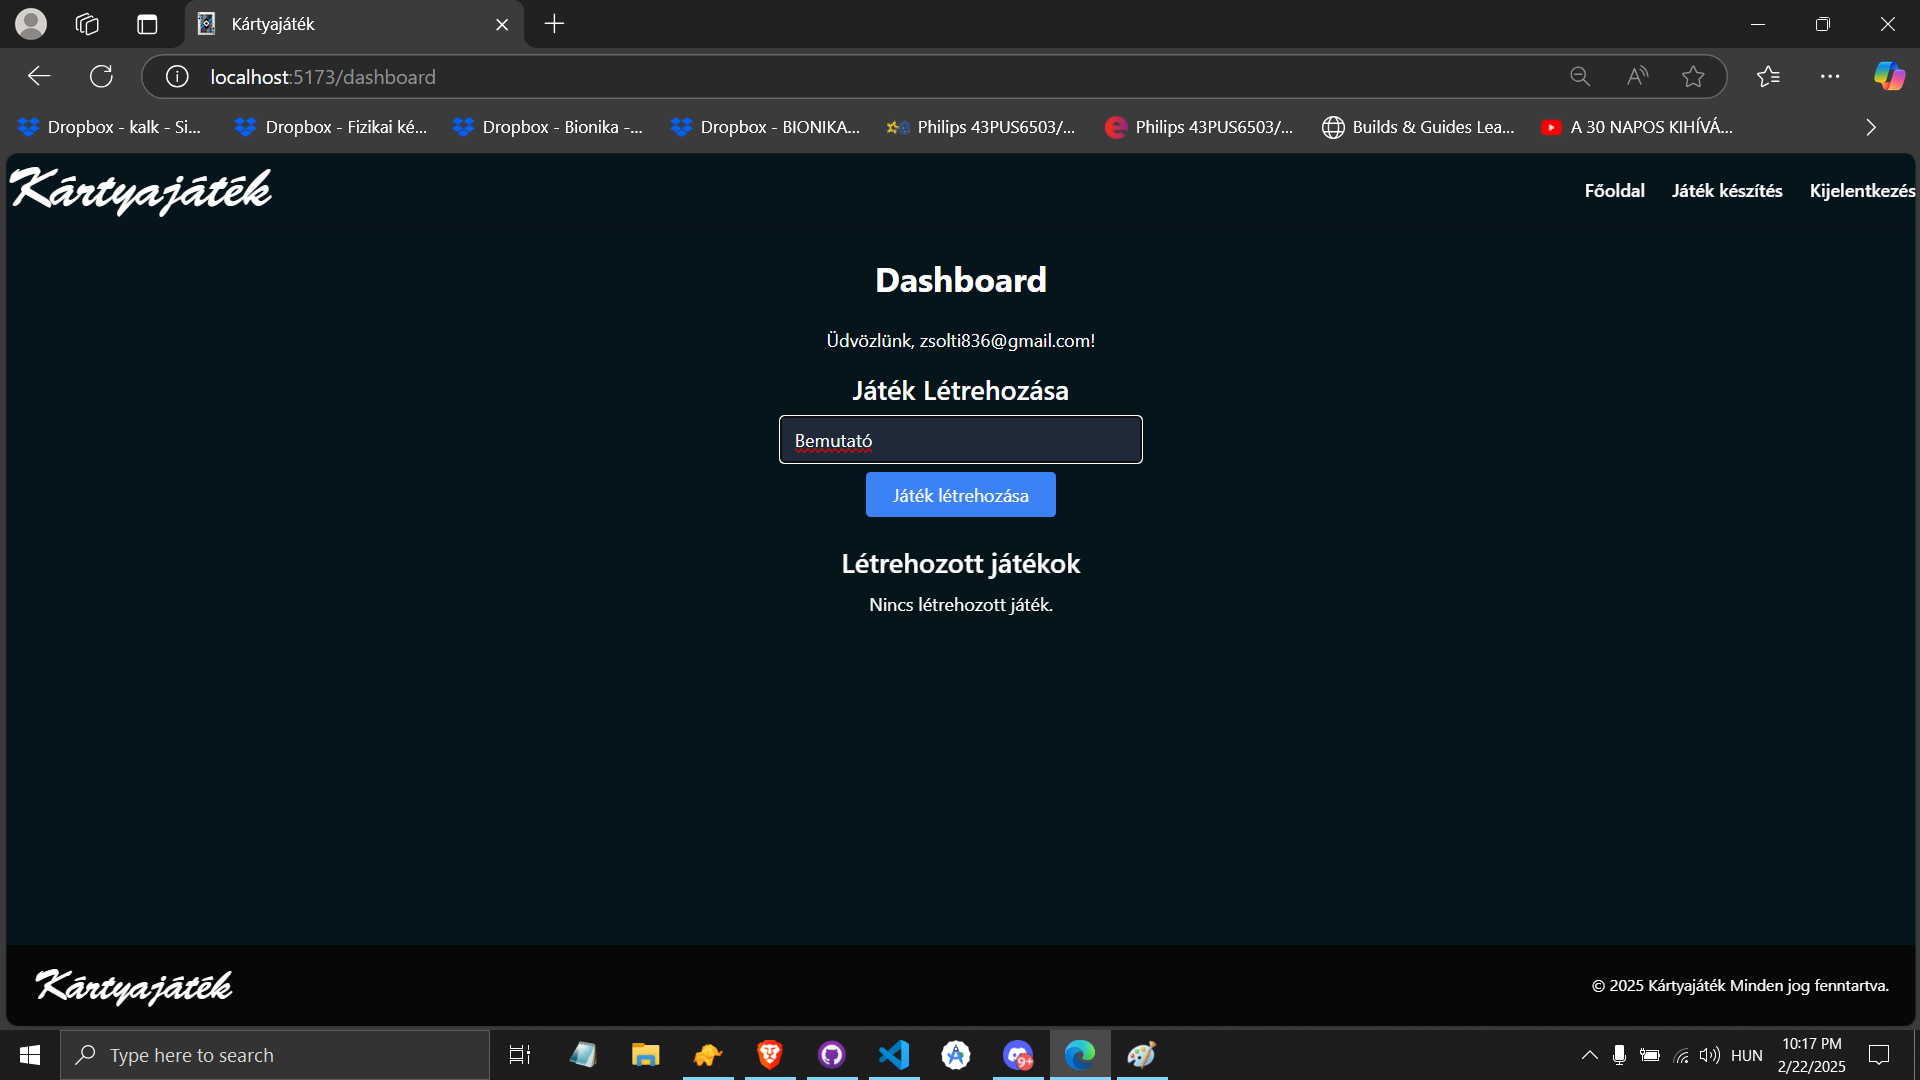 Kártyajáték
localhost:5173/dashboard
Dropbox - kalk - Si...
Dropbox - Fizikai ké...
Dropbox - Bionika -...
Dropbox - BIONIKA...
Philips 43PUS6503/...
Philips 43PUS6503/...
Builds & Guides Lea...
A 30 NAPOS KIHÍVÁ...
Kártyajáték
Főoldal
Játék készítés
Kijelentkezés
Dashboard
Üdvözlünk, zsolti836@gmail.com!
Játék Létrehozása
Bemutató
Játék létrehozása
Létrehozott játékok
Nincs létrehozott játék.
Kártyajáték
© 2025 Kártyajáték Minden jog fenntartva.
Type here to search
9+
HUN
10:17 PM
2/22/2025